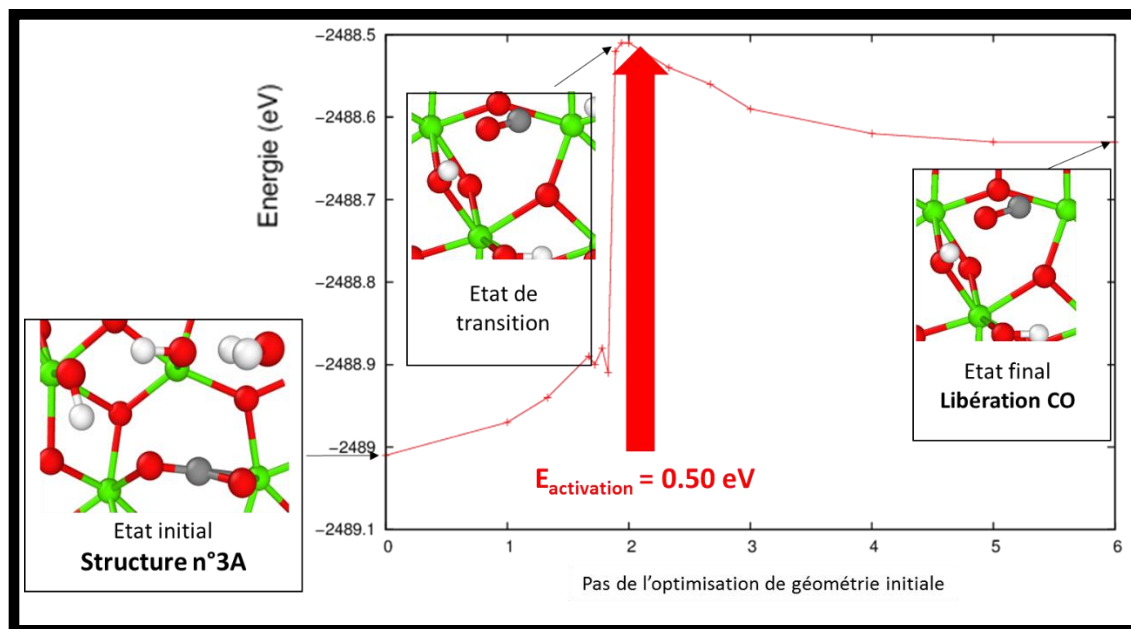 −2488.5
−2488.6
−2488.7
−2488.8
−2488.9
−2489
−2489.1
Energie (eV)
Etat de
transition
Etat final
Libération CO
Etat initial
Structure n°3A
Eactivation = 0.50 eV
0 1 2 3 4 5 6
Pas de l’optimisation de géométrie initiale